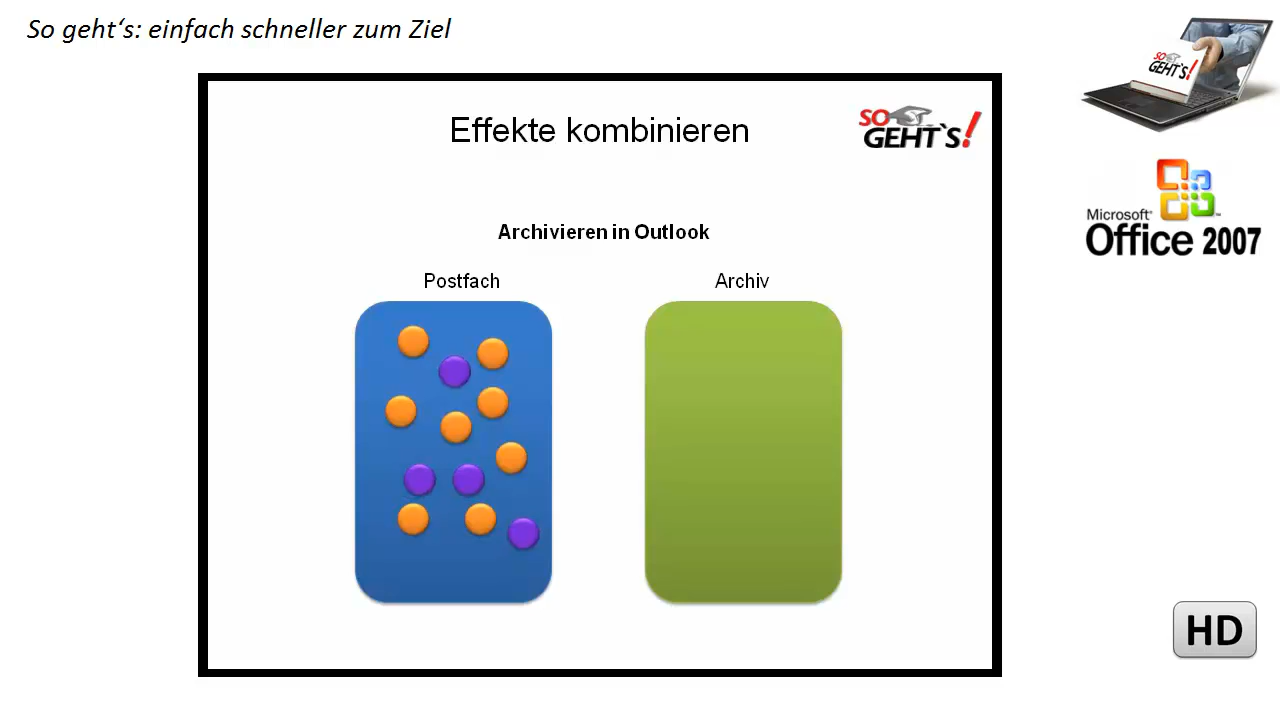 So geht‘s: einfach schneller zum Ziel
SO
GEHT`S!
Effekte kombinieren
SO
GEHT`S!
Microsoft®
Office 2007
Archivieren in Outlook
Postfach
Archiv
HD